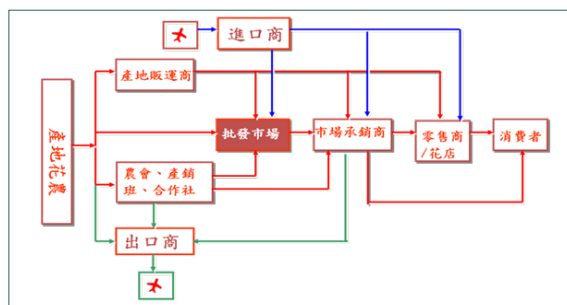 進口商
產地販運商
產地花農
批發市場
市場承銷商
零售商
/花店
消費者
農會、產銷
班、合作社
出口商